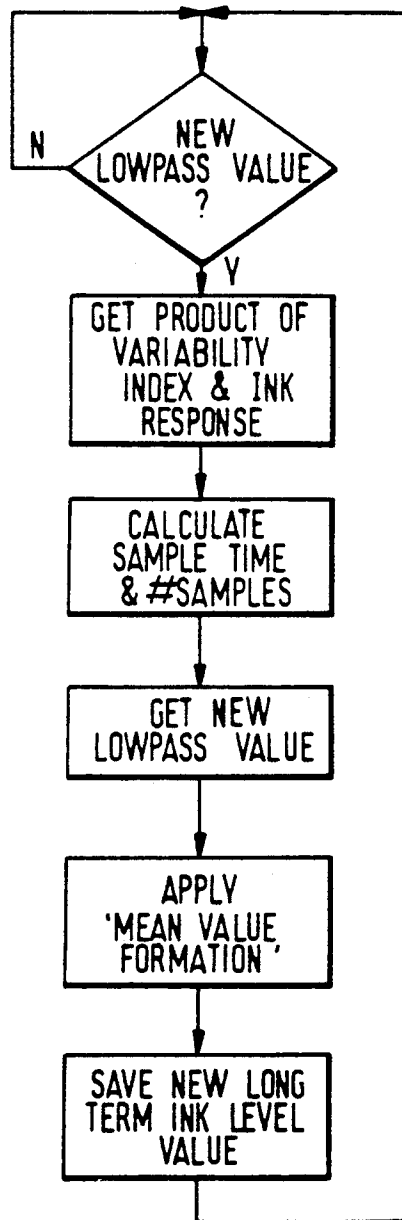 NEW
N
LOWPASS VALUE
?
Y
GET PRODUCT OF
VARIABILITY
INDEX & INK
RESPONSE
CALCULATE
SAMPLE TIME
& #SAMPLES
GET NEW
LOWPASS VALUE
APPLY
'MEAN VALUE
FORMATION'
SAVE NEW LONG
TERM INK LEVEL
VALUE